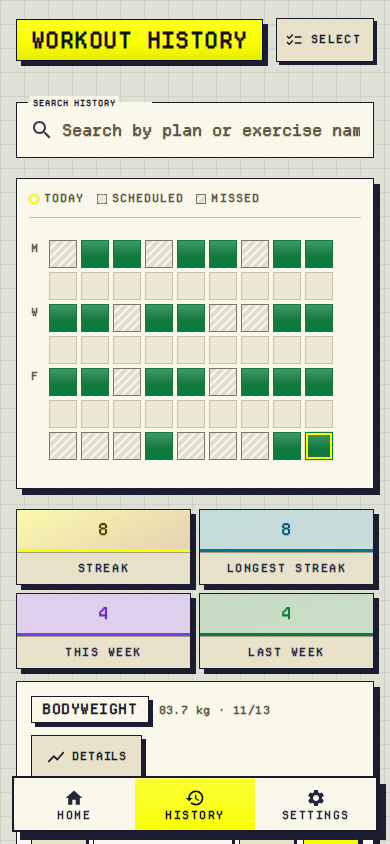 WORKOUT HISTORY
SELECT
SEARCH HISTORY
Search by plan or exercise nam
TODAY SCHEDULED MISSED
M
W
F
8
STREAK
8
LONGEST STREAK
4
THIS WEEK
4
LAST WEEK
BODYWEIGHT 83.7 kg · 11/13
DETAILS
HOME HISTORY SETTINGS